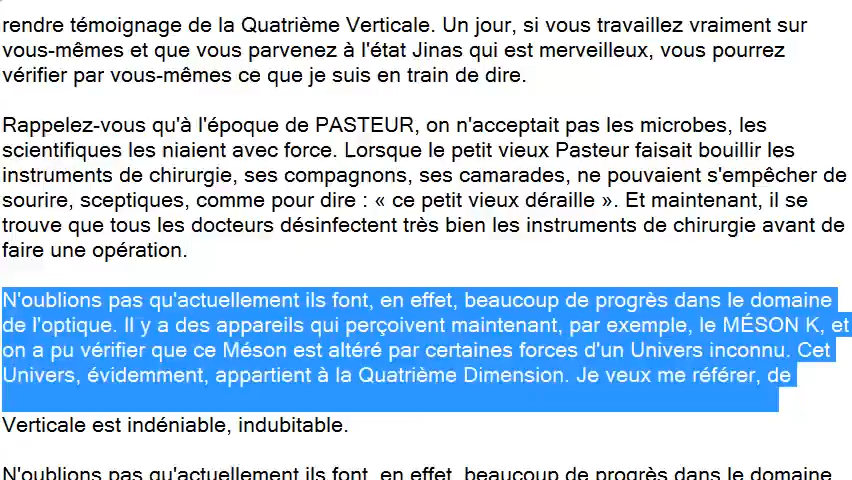 rendre témoignage de la Quatrième Verticale. Un jour, si vous travaillez vraiment sur
vous-mêmes et que vous parvenez à l'état Jinas qui est merveilleux, vous pourrez
vérifier par vous-mêmes ce que je suis en train de dire.
Rappelez-vous qu'à l'époque de PASTEUR, on n'acceptait pas les microbes, les
scientifiques les niaient avec force. Lorsque le petit vieux Pasteur faisait bouillir les
instruments de chirurgie, ses compagnons, ses camarades, ne pouvaient s'empêcher de
sourire, sceptiques, comme pour dire : « ce petit vieux déraille ». Et maintenant, il se
trouve que tous les docteurs désinfectent très bien les instruments de chirurgie avant de
faire une opération.
N'oublions pas qu'actuellement ils font, en effet, beaucoup de progrès dans le domaine
de l'optique. Il y a des appareils qui perçoivent maintenant, par exemple, le MÉSON K, et
on a pu vérifier que ce Méson est altéré par certaines forces d'un Univers inconnu. Cet
Univers, évidemment, appartient à la Quatrième Dimension. Je veux me référer, de
Verticale est indéniable, indubitable.
N'oublions pas qu'actuellement ils font, en effet, beaucoup de progrès dans le domaine